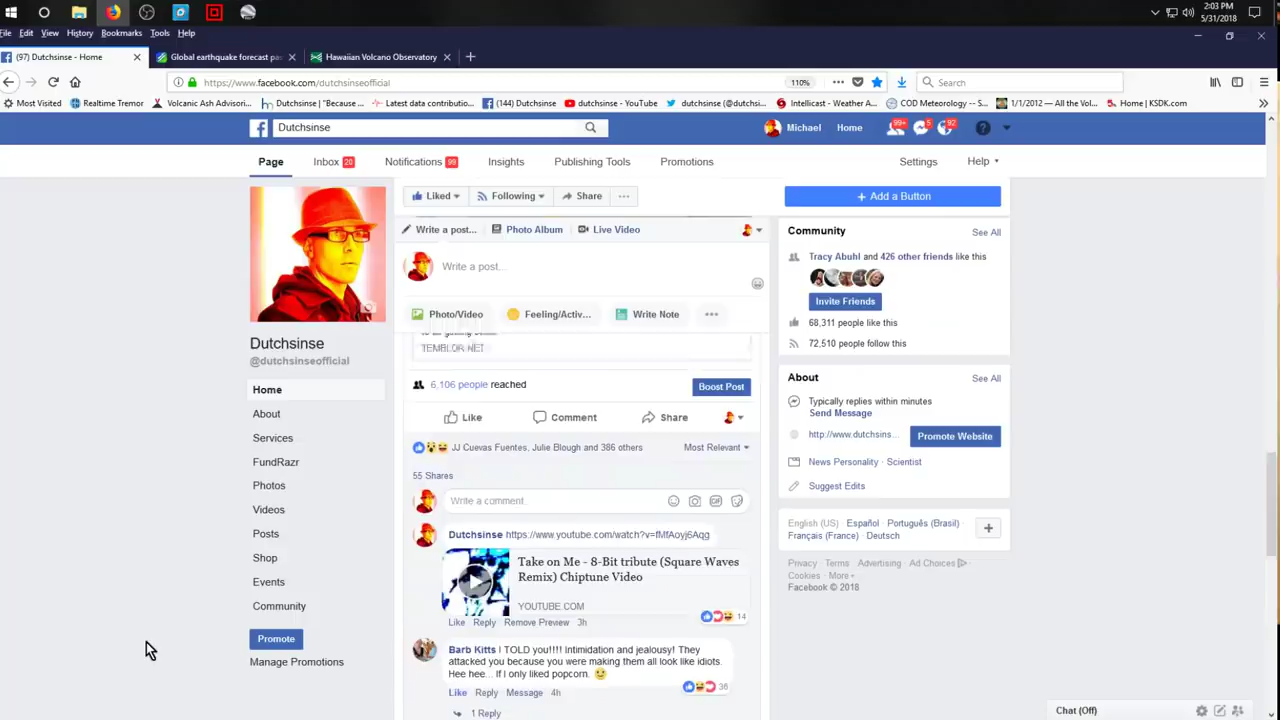 2:03 PM
5/31/2018
File Edit View History Bookmarks Tools Help
(97) Dutchsinse - Home
Global earthquake forecast pa
Hawaiian Volcano Observatory
https://www.facebook.com/dutchsinseofficial
110%
Search
Most Visited
Realtime Tremor
Volcanic Ash Advisori...
Dutchsinse | "Because ...
Latest data contributio...
(144) Dutchsinse
dutchsinse - YouTube
dutchsinse (@dutchsi...
Intellicast - Weather A...
COD Meteorology -- S...
1/1/2012 — All the Vol...
Home | KSDK.com
Dutchsinse
Michael
Home
99+
5
92
Page
Inbox 20
Notifications 99
Insights
Publishing Tools
Promotions
Settings
Help
Liked
Following
Share
+ Add a Button
Write a post...
Photo Album
Live Video
Write a post...
Photo/Video
Feeling/Activ...
Write Note
Dutchsinse
@dutchsinseofficial
Home
About
Services
FundRazr
Photos
Videos
Posts
Shop
Events
Community
Promote
Manage Promotions
TEMBLOR.NET
6,106 people reached
Boost Post
Like
Comment
Share
JJ Cuevas Fuentes, Julie Blough and 386 others
Most Relevant
55 Shares
Write a comment...
Dutchsinse https://www.youtube.com/watch?v=fMfAoyj6Aqg
Take on Me - 8-Bit tribute (Square Waves
Remix) Chiptune Video
YOUTUBE.COM
14
Like Reply Remove Preview 3h
Barb Kitts I TOLD you!!!! Intimidation and jealousy! They
attacked you because you were making them all look like idiots.
Hee hee... If I only liked popcorn.
36
Like Reply Message 4h
1 Reply
Community
See All
Tracy Abuhl and 426 other friends like this
Invite Friends
68,311 people like this
72,510 people follow this
About
See All
Typically replies within minutes
Send Message
http://www.dutchsins...
Promote Website
News Personality · Scientist
Suggest Edits
English (US) · Español · Português (Brasil) ·
Français (France) · Deutsch
Privacy · Terms · Advertising · Ad Choices
Cookies · More
Facebook © 2018
Chat (Off)